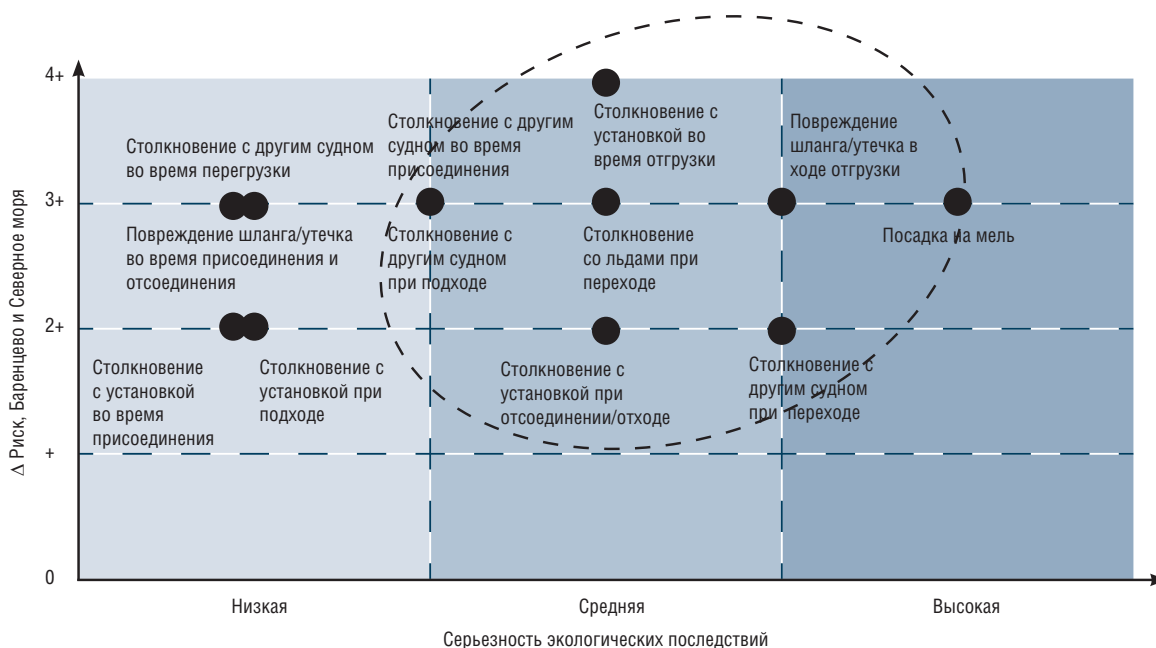 4+
Столкновение с другим судном
во время перегрузки
Столкновение с другим
судном во время
присоединения
Столкновение с
установкой во
время отгрузки
Повреждение
шланга/утечка в
ходе отгрузки
3+
Повреждение шланга/утечка
во время присоединения и
отсоединения
Столкновение с
другим судном
при подходе
Столкновение
со льдами при
переходе
Посадка на мель
2+
Столкновение
с установкой
во время
присоединения
Столкновение с
установкой при
подходе
Столкновение с
установкой при
отсоединении/отходе
Столкновение с
другим судном
при переходе
+
0
Δ Риск, Баренцево и Северное моря
Низкая
Средняя
Высокая
Серьезность экологических последствий